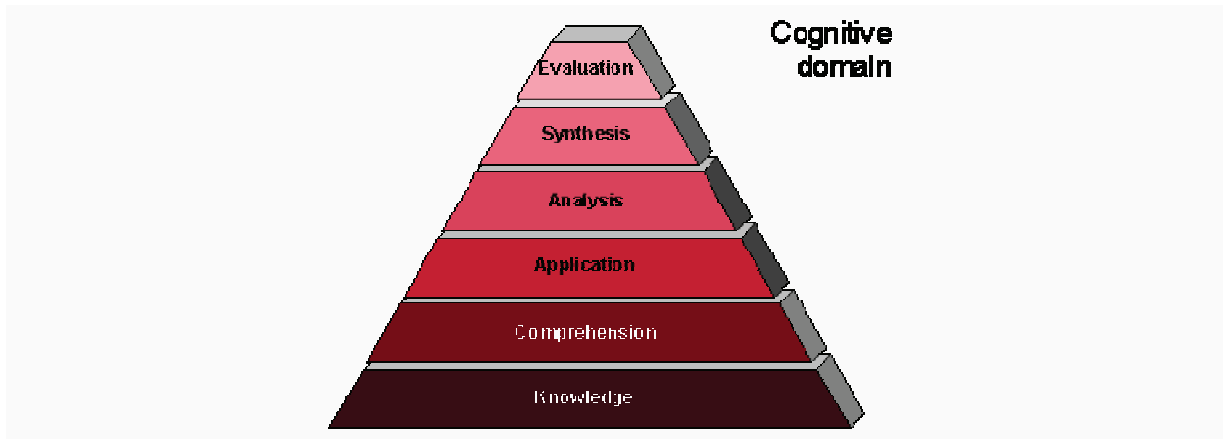 Cognitive
domain
Evaluation
Synthesis
Analysis
Application
Comprehension
Knowledge